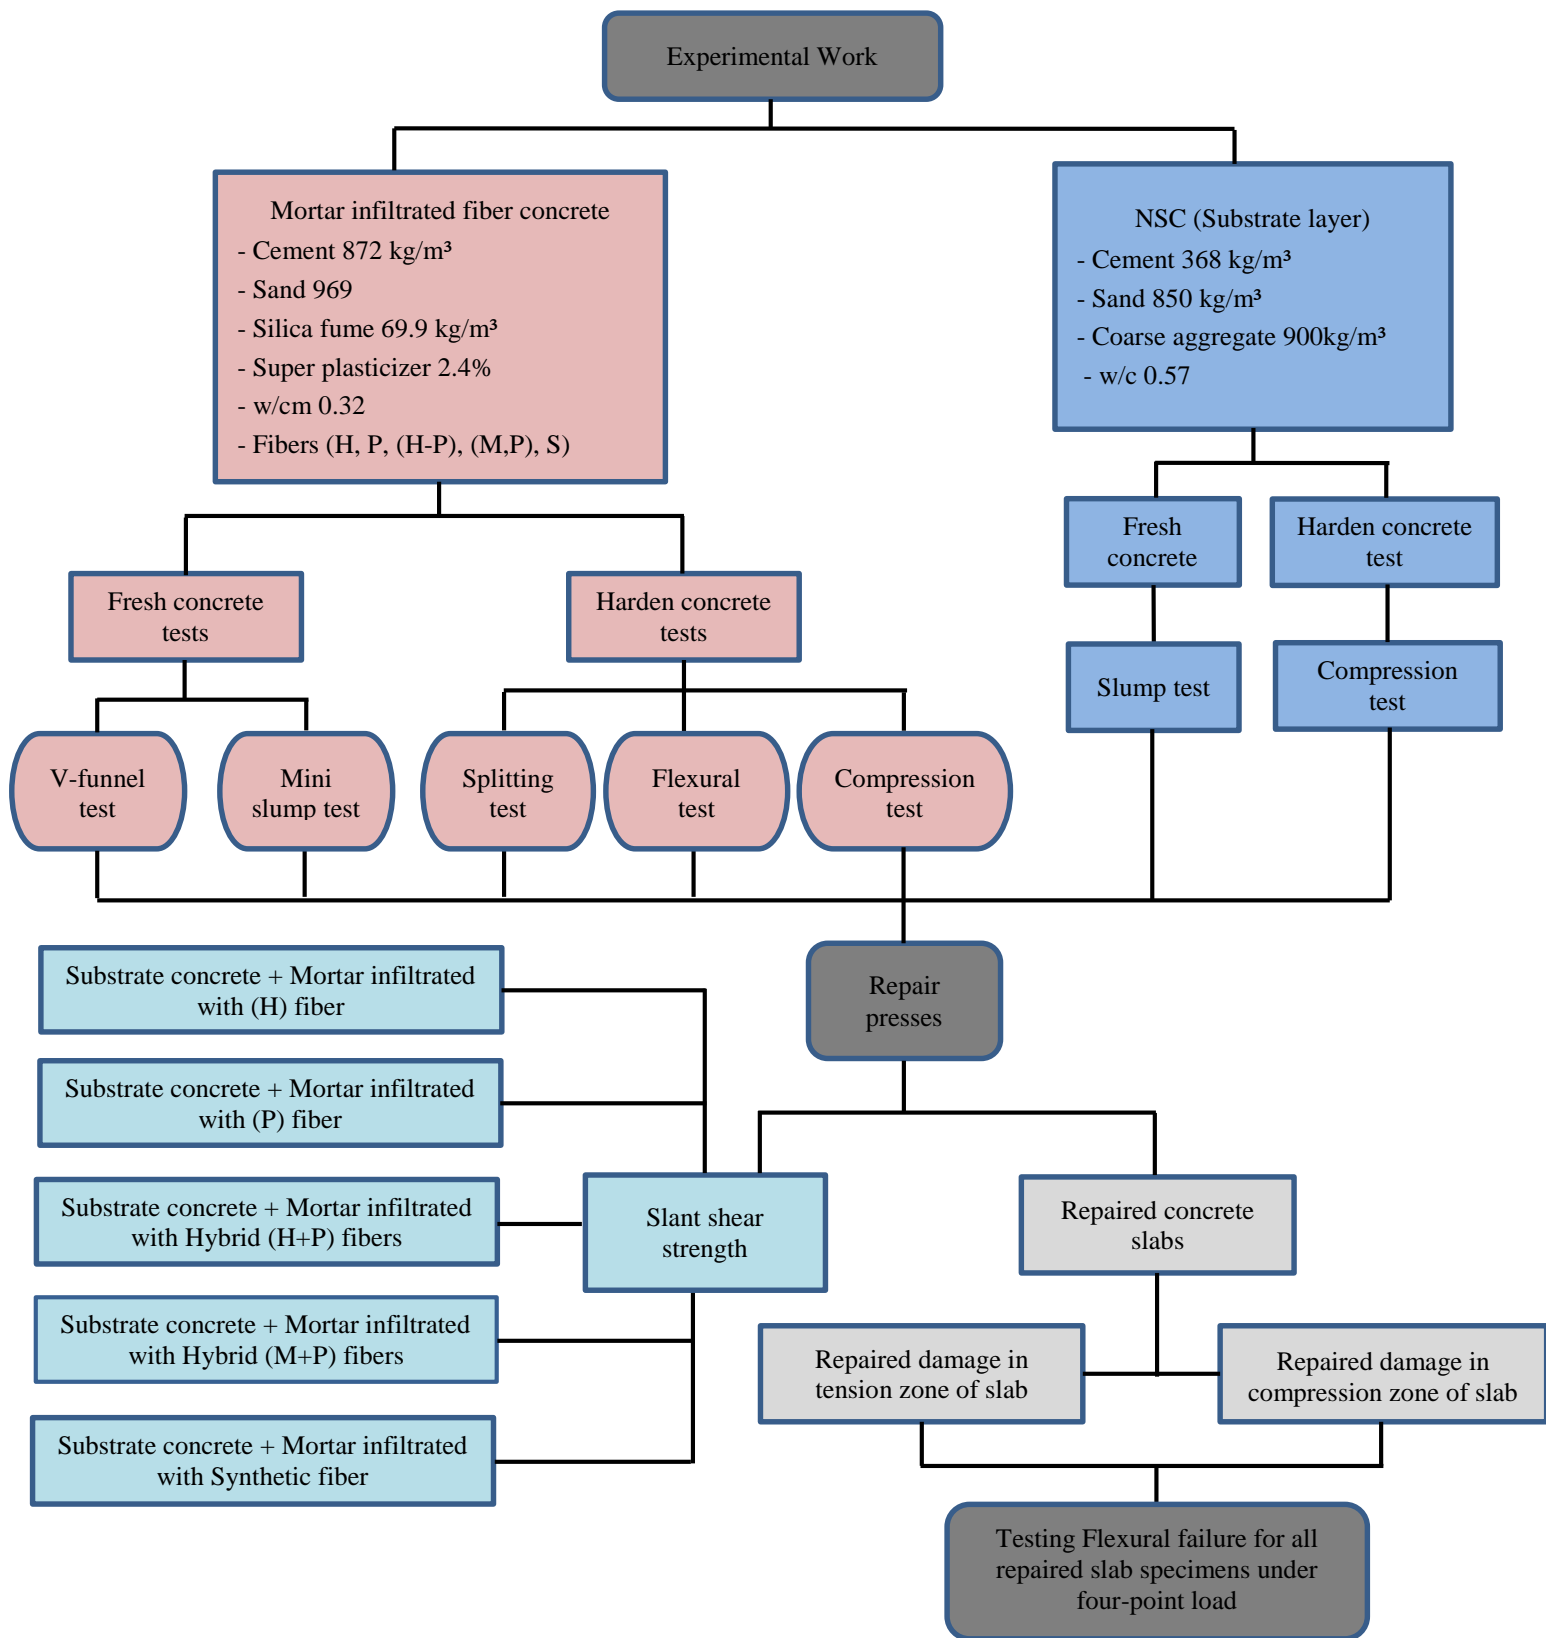 Experimental Work
Mortar infiltrated fiber concrete
- Cement 872 kg/m³
- Sand 969
- Silica fume 69.9 kg/m³
- Super plasticizer 2.4%
- w/cm 0.32
- Fibers (H, P, (H-P), (M,P), S)
NSC (Substrate layer)
- Cement 368 kg/m³
- Sand 850 kg/m³
- Coarse aggregate 900kg/m³
- w/c 0.57
Fresh
concrete
Harden concrete
test
Fresh concrete
tests
Harden concrete
tests
Slump test
Compression
test
V-funnel
test
Mini
slump test
Splitting
test
Flexural
test
Compression
test
Repair
presses
Substrate concrete + Mortar infiltrated
with (H) fiber
Substrate concrete + Mortar infiltrated
with (P) fiber
Substrate concrete + Mortar infiltrated
with Hybrid (H+P) fibers
Substrate concrete + Mortar infiltrated
with Hybrid (M+P) fibers
Substrate concrete + Mortar infiltrated
with Synthetic fiber
Slant shear
strength
Repaired concrete
slabs
Repaired damage in
tension zone of slab
Repaired damage in
compression zone of slab
Testing Flexural failure for all
repaired slab specimens under
four-point load